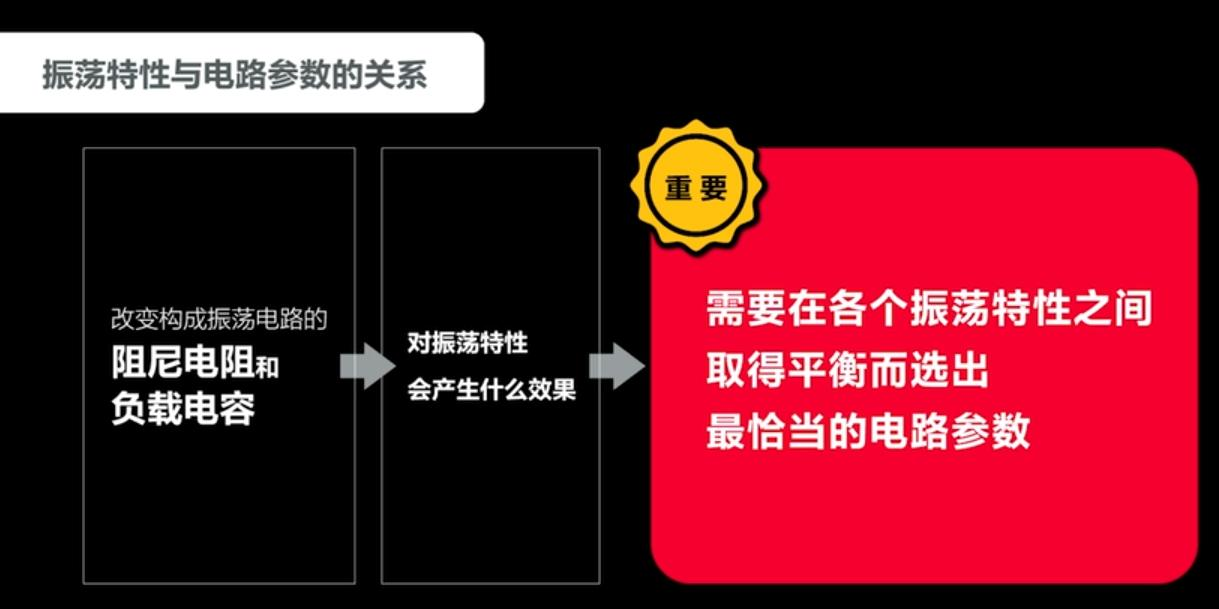 振荡特性与电路参数的关系
改变构成振荡电路的
阻尼电阻和
负载电容
对振荡特性
会产生什么效果
重要
需要在各个振荡特性之间
取得平衡而选出
最恰当的电路参数